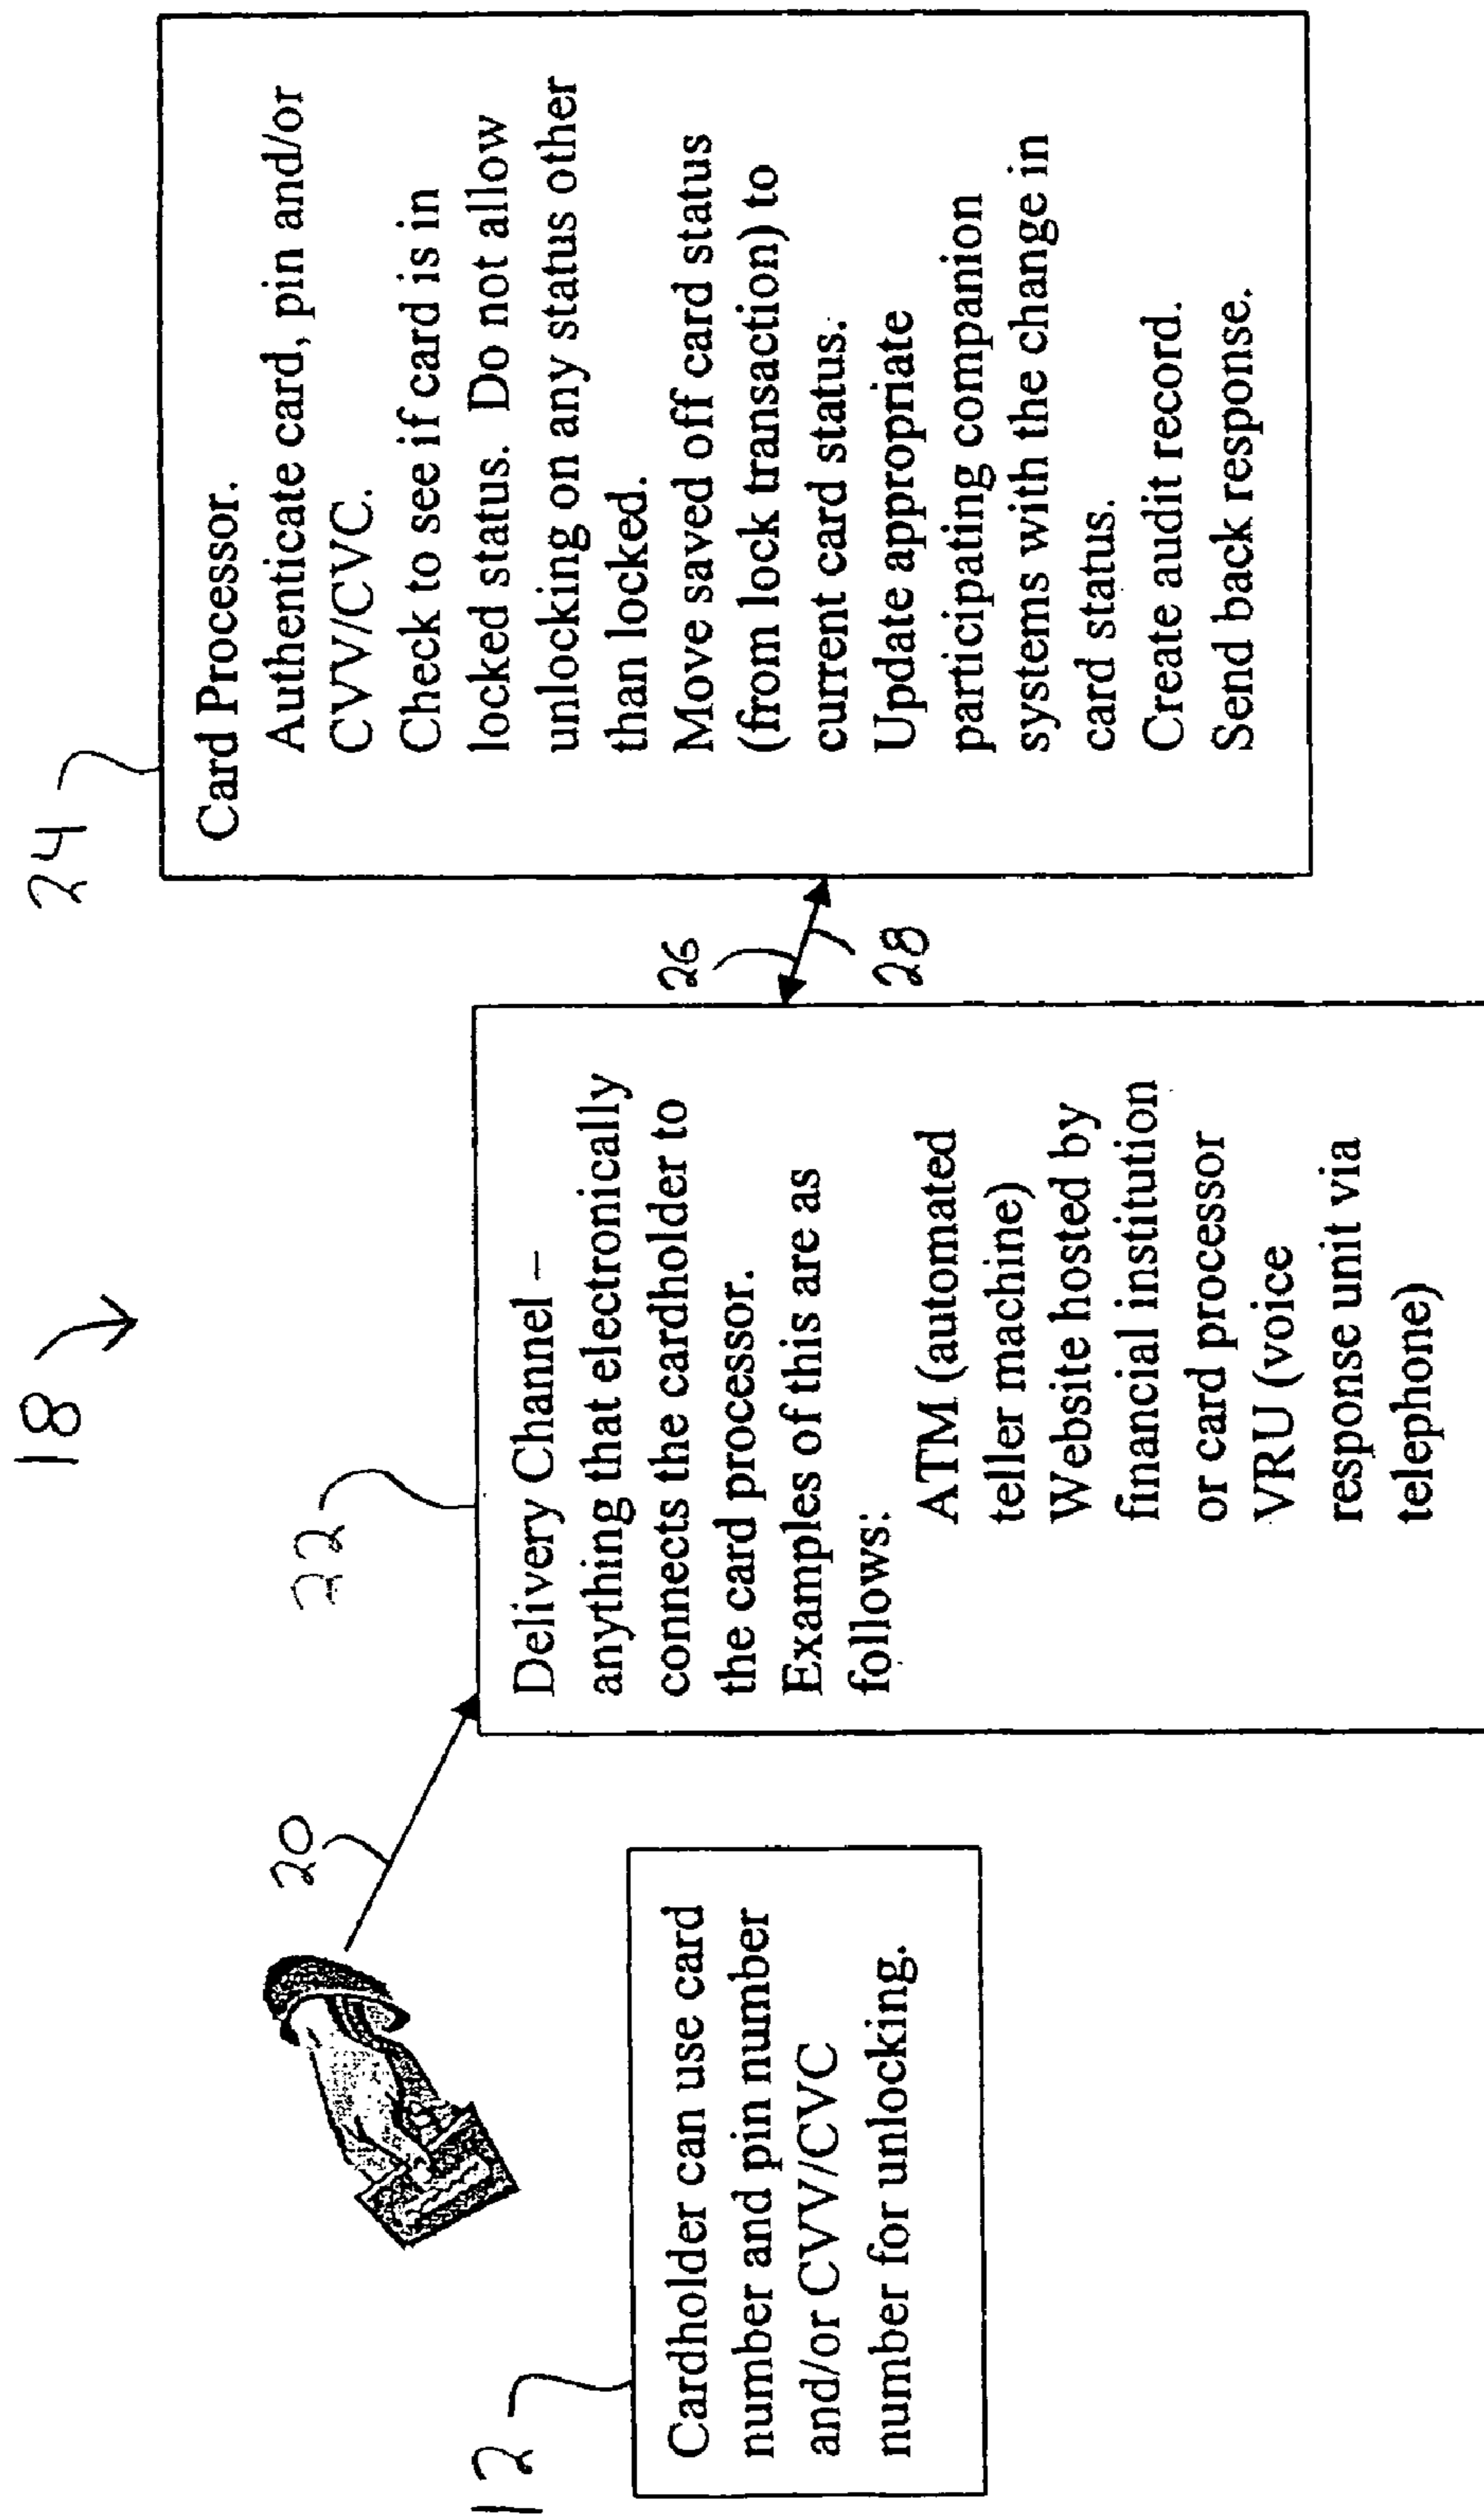 18
12
Cardholder can use card
number and pin number
and/or CVV/CVC
number for unlocking.
20
22
Delivery Channel –
anything that electronically
connects the cardholder to
the card processor.
Examples of this are as
follows:
ATM (automated
teller machine)
Website hosted by
financial institution
or card processor
VRU (voice
response unit via
telephone)
26
28
24
Card Processor.
Authenticate card, pin and/or
CVV/CVC.
Check to see if card is in
locked status. Do not allow
unlocking on any status other
than locked.
Move saved off card status
(from lock transaction) to
current card status.
Update appropriate
participating companion
systems with the change in
card status.
Create audit record.
Send back response.